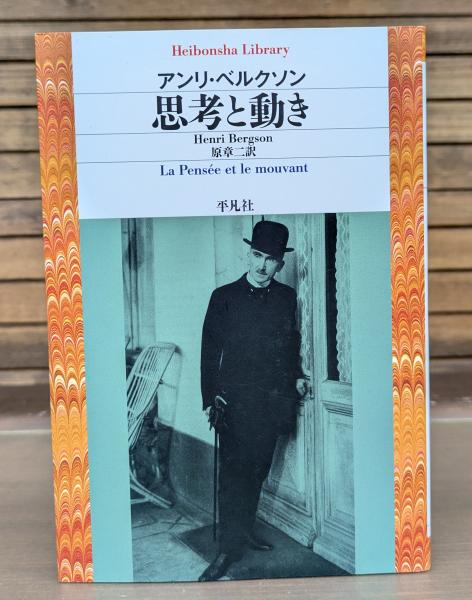 Heibonsha Library
アンリ・ベルクソン
思考と動き
Henri Bergson
原章二訳
La Pensée et le mouvant
平凡社